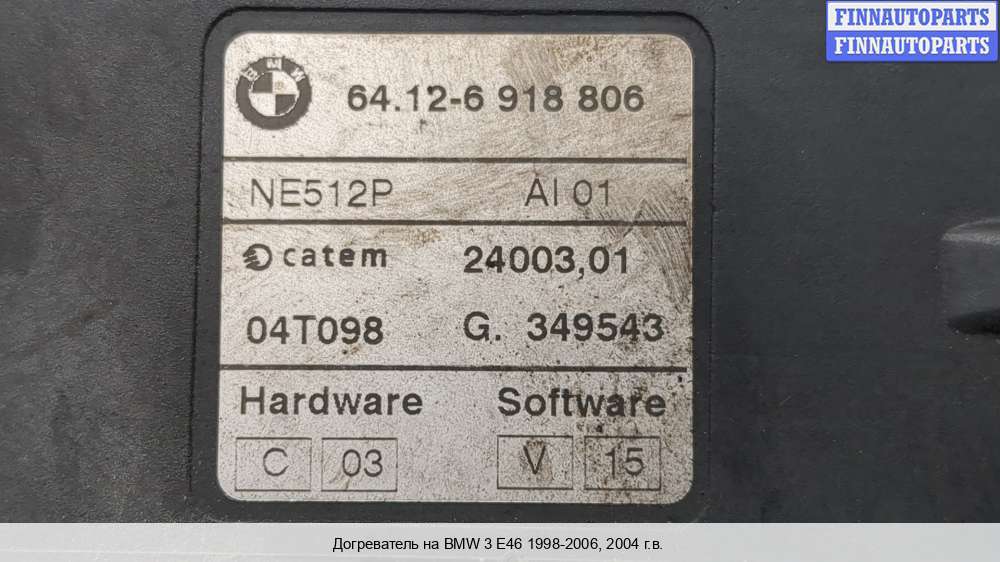 FINNAUTOPARTS
FINNAUTOPARTS
BMW
64.12-6 918 806
NE512P AI 01
catem 24003,01
04T098 G. 349543
Hardware Software
C 03 V 15
Догреватель на BMW 3 E46 1998-2006, 2004 г.в.